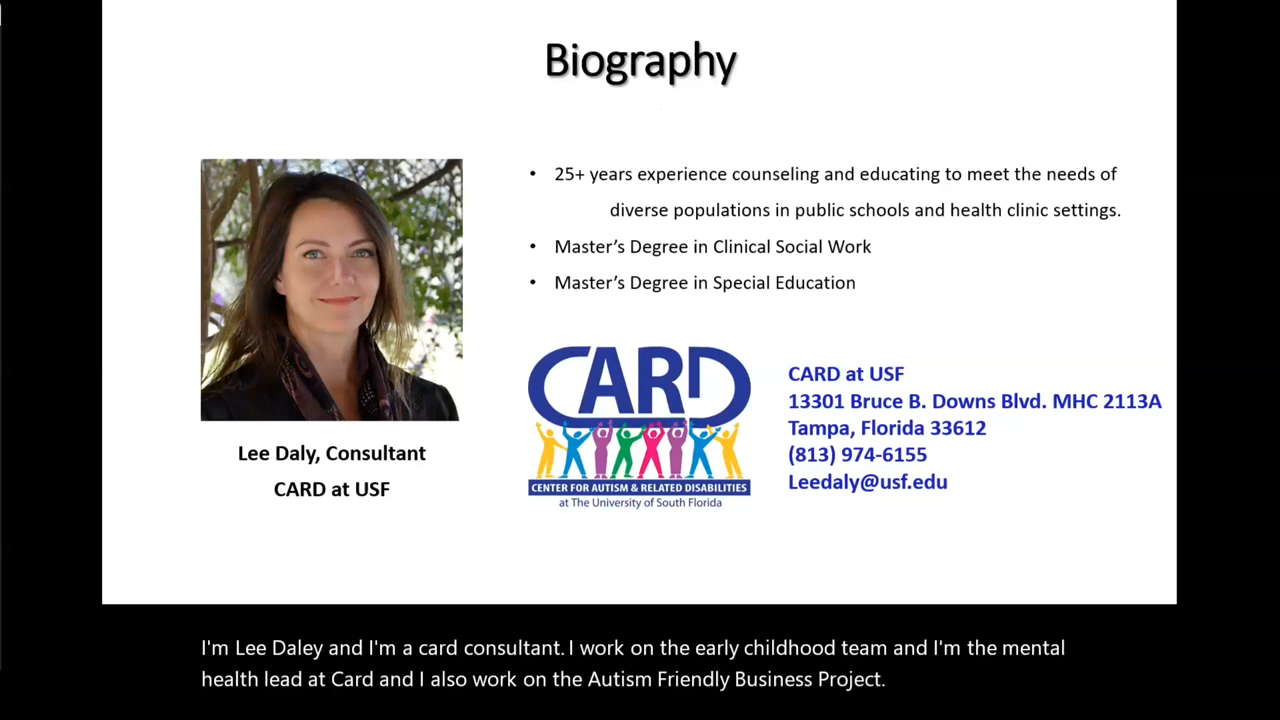 Biography
• 25+ years experience counseling and educating to meet the needs of
diverse populations in public schools and health clinic settings.
• Master’s Degree in Clinical Social Work
• Master’s Degree in Special Education
Lee Daly, Consultant
CARD at USF
CARD
CENTER FOR AUTISM & RELATED DISABILITIES
at The University of South Florida
CARD at USF
13301 Bruce B. Downs Blvd. MHC 2113A
Tampa, Florida 33612
(813) 974-6155
Leedaly@usf.edu
I'm Lee Daley and I'm a card consultant. I work on the early childhood team and I'm the mental
health lead at Card and I also work on the Autism Friendly Business Project.